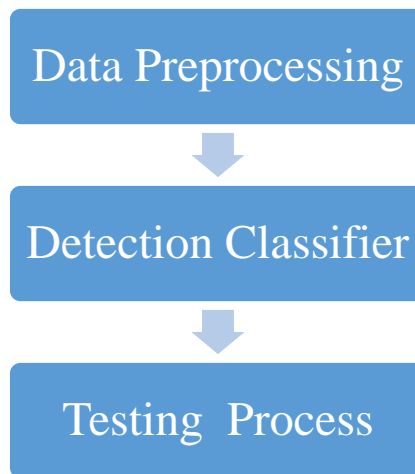 Data Preprocessing
Detection Classifier
Testing  Process